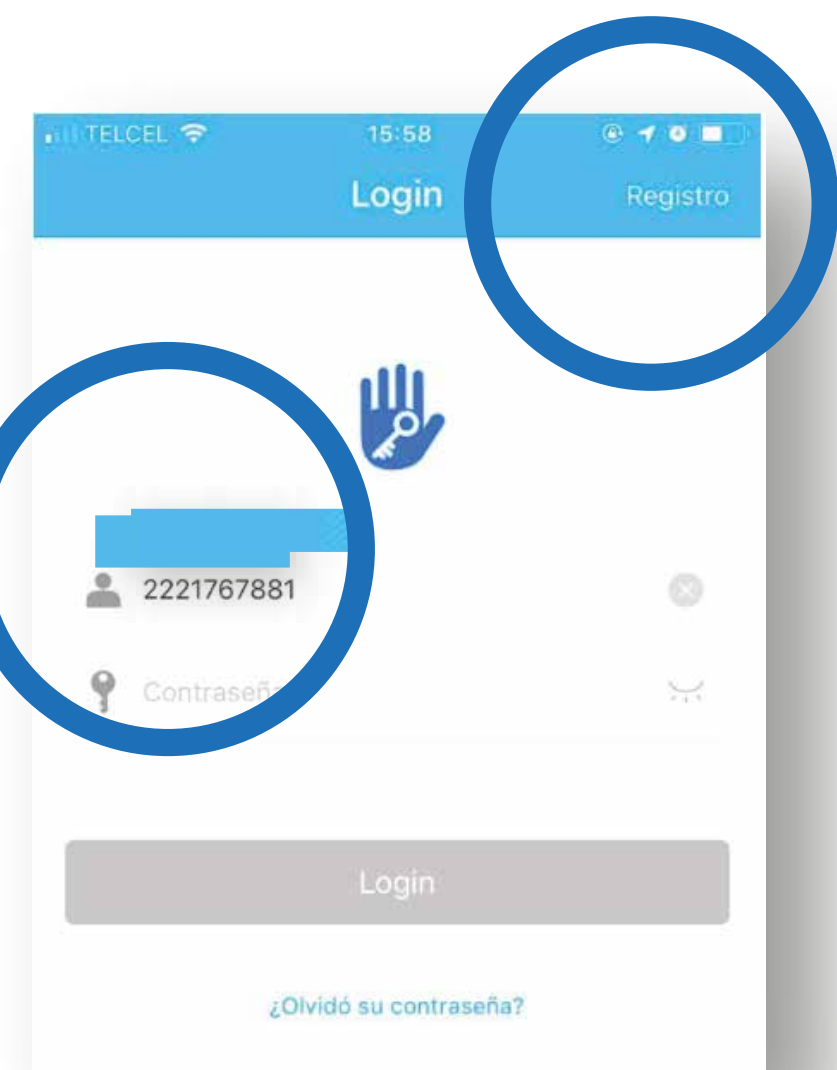 TELCEL 15:58
Login Registro
2221767881
Contraseña
Login
¿Olvidó su contraseña?